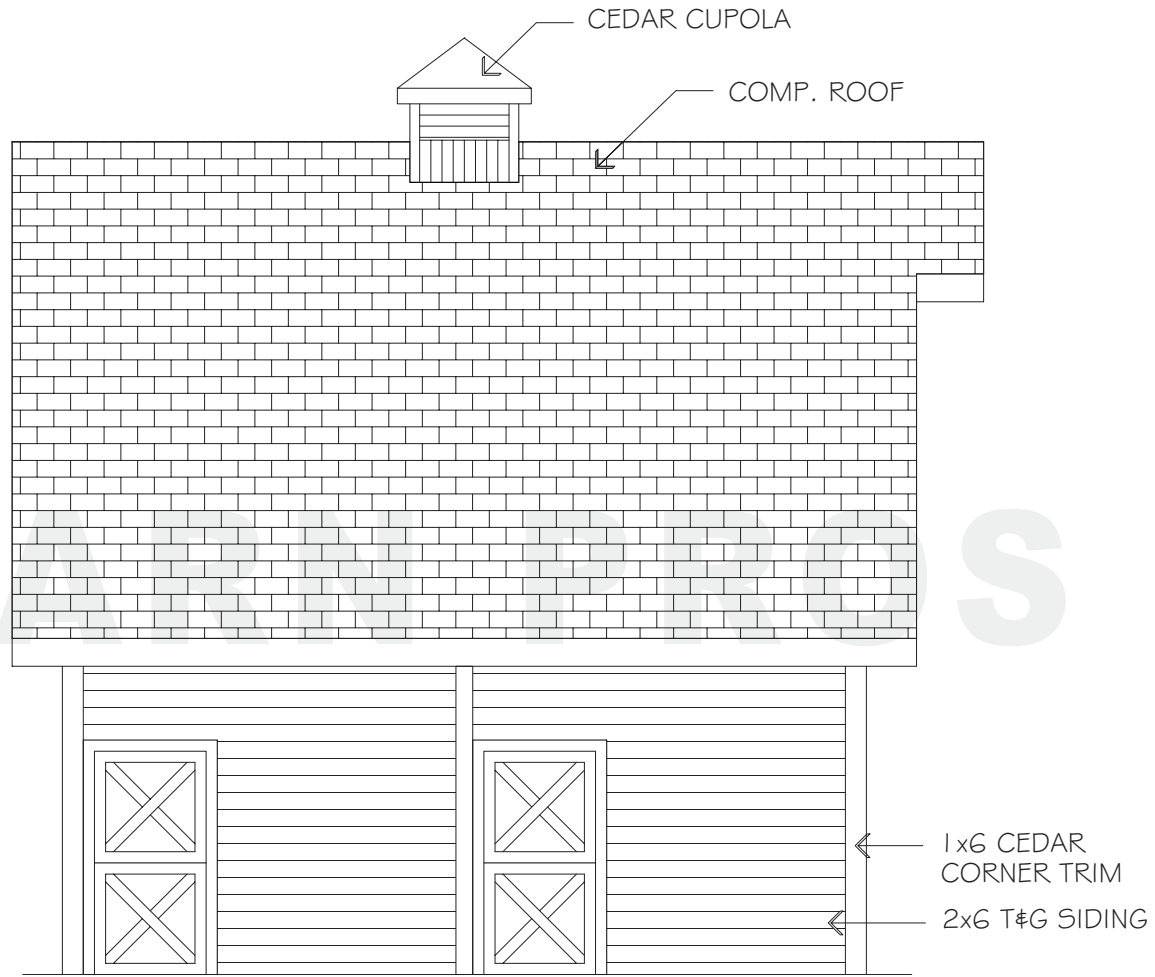 CEDAR CUPOLA
COMP. ROOF
ARN PROS
1x6 CEDAR
CORNER TRIM
2x6 T&G SIDING